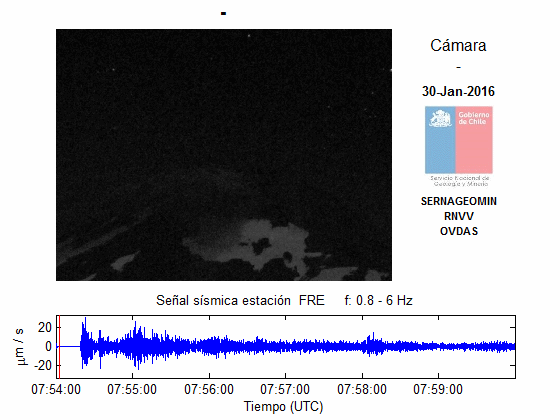 -
Cámara
-
30-Jan-2016
Gobierno
de Chile
Servicio Nacional de
Geología y Minería
SERNAGEOMIN
RNVV
OVDAS
Señal sísmica estación FRE f: 0.8 - 6 Hz
µm / s
20
0
-20
07:54:00 07:55:00 07:56:00 07:57:00 07:58:00 07:59:00
Tiempo (UTC)